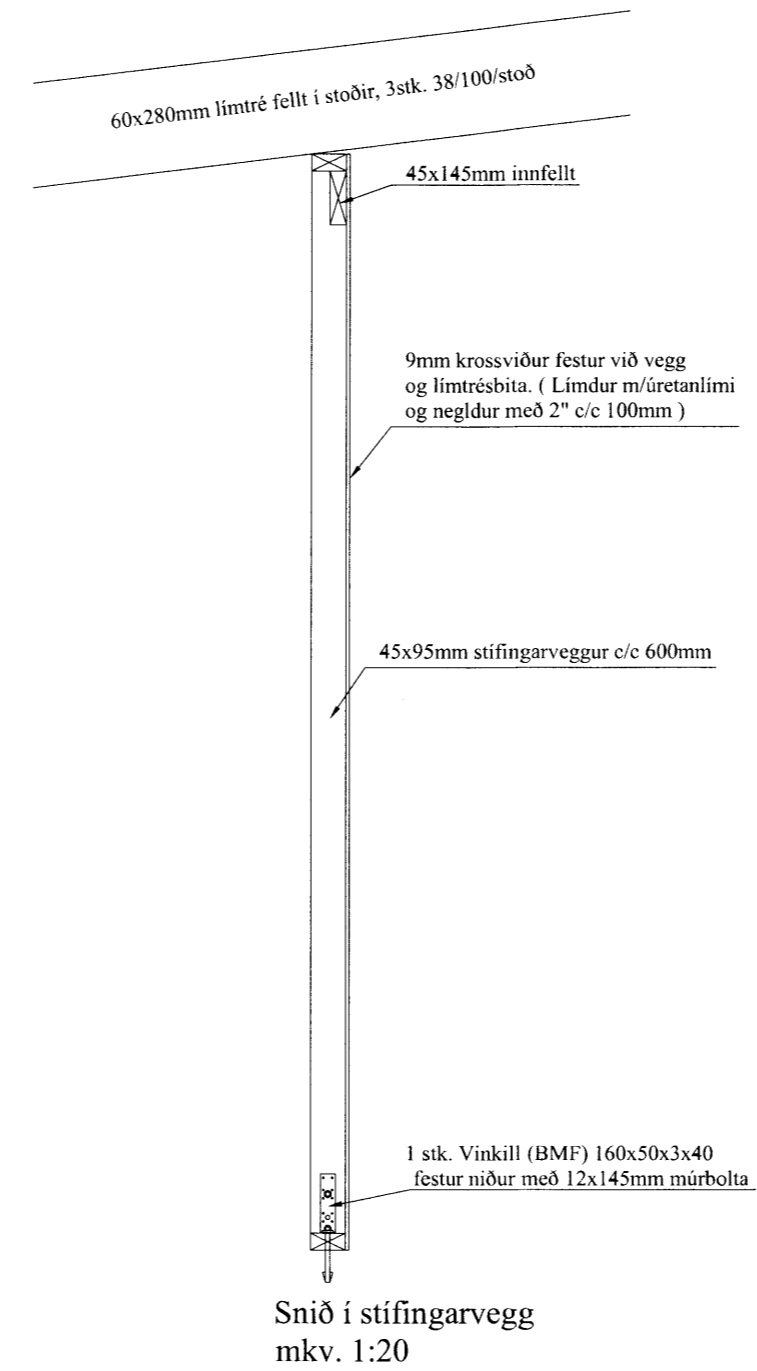 60x280mm límtré fellt í stoðir, 3stk. 38/100/stoð
45x145mm innfellt
9mm krossviður festur við vegg
og límtrésbita. ( Límdur m/úretanlími
og negldur með 2" c/c 100mm )
45x95mm stífingarveggur c/c 600mm
1 stk. Vinkill (BMF) 160x50x3x40
festur niður með 12x145mm múrbolta
Snið í stífingarvegg
mkv. 1:20